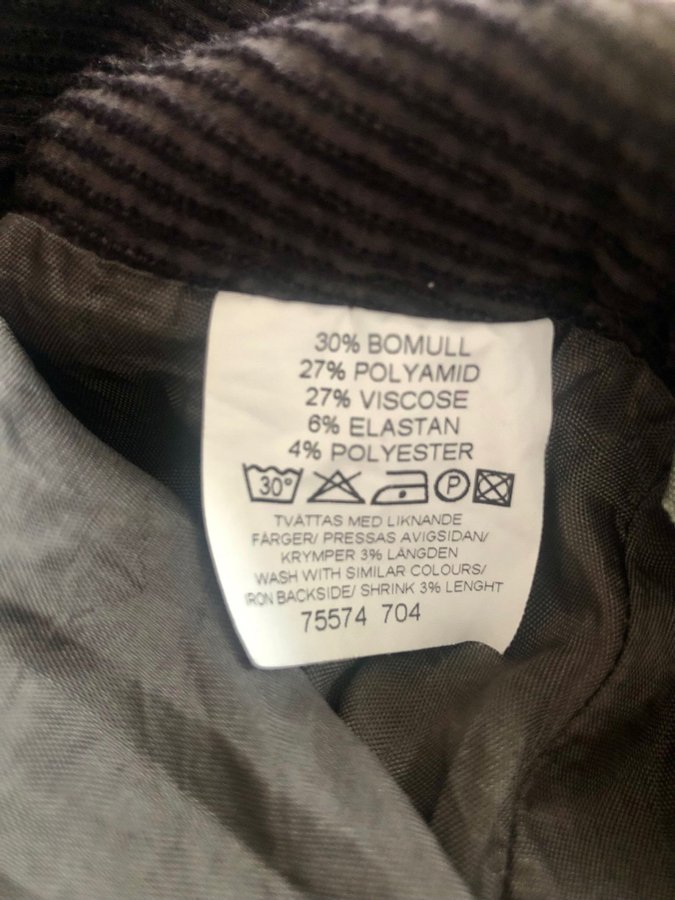 30% BOMULL
27% POLYAMID
27% VISCOSE
6% ELASTAN
4% POLYESTER
30° P
TVÄTTAS MED LIKNANDE
FÄRGER/ PRESSAS AVIGSIDAN/
KRYMPER 3% LÄNGDEN
WASH WITH SIMILAR COLOURS/
IRON BACKSIDE/ SHRINK 3% LENGHT
75574 704